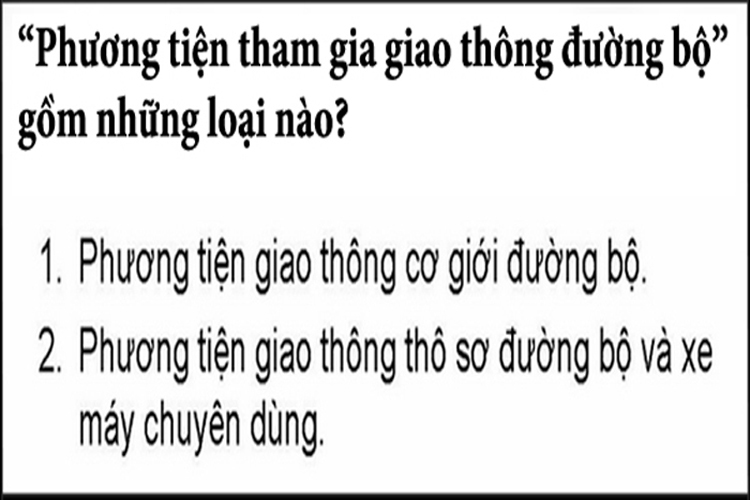 “Phương tiện tham gia giao thông đường bộ”
gồm những loại nào?
1. Phương tiện giao thông cơ giới đường bộ.
2. Phương tiện giao thông thô sơ đường bộ và xe
máy chuyên dùng.